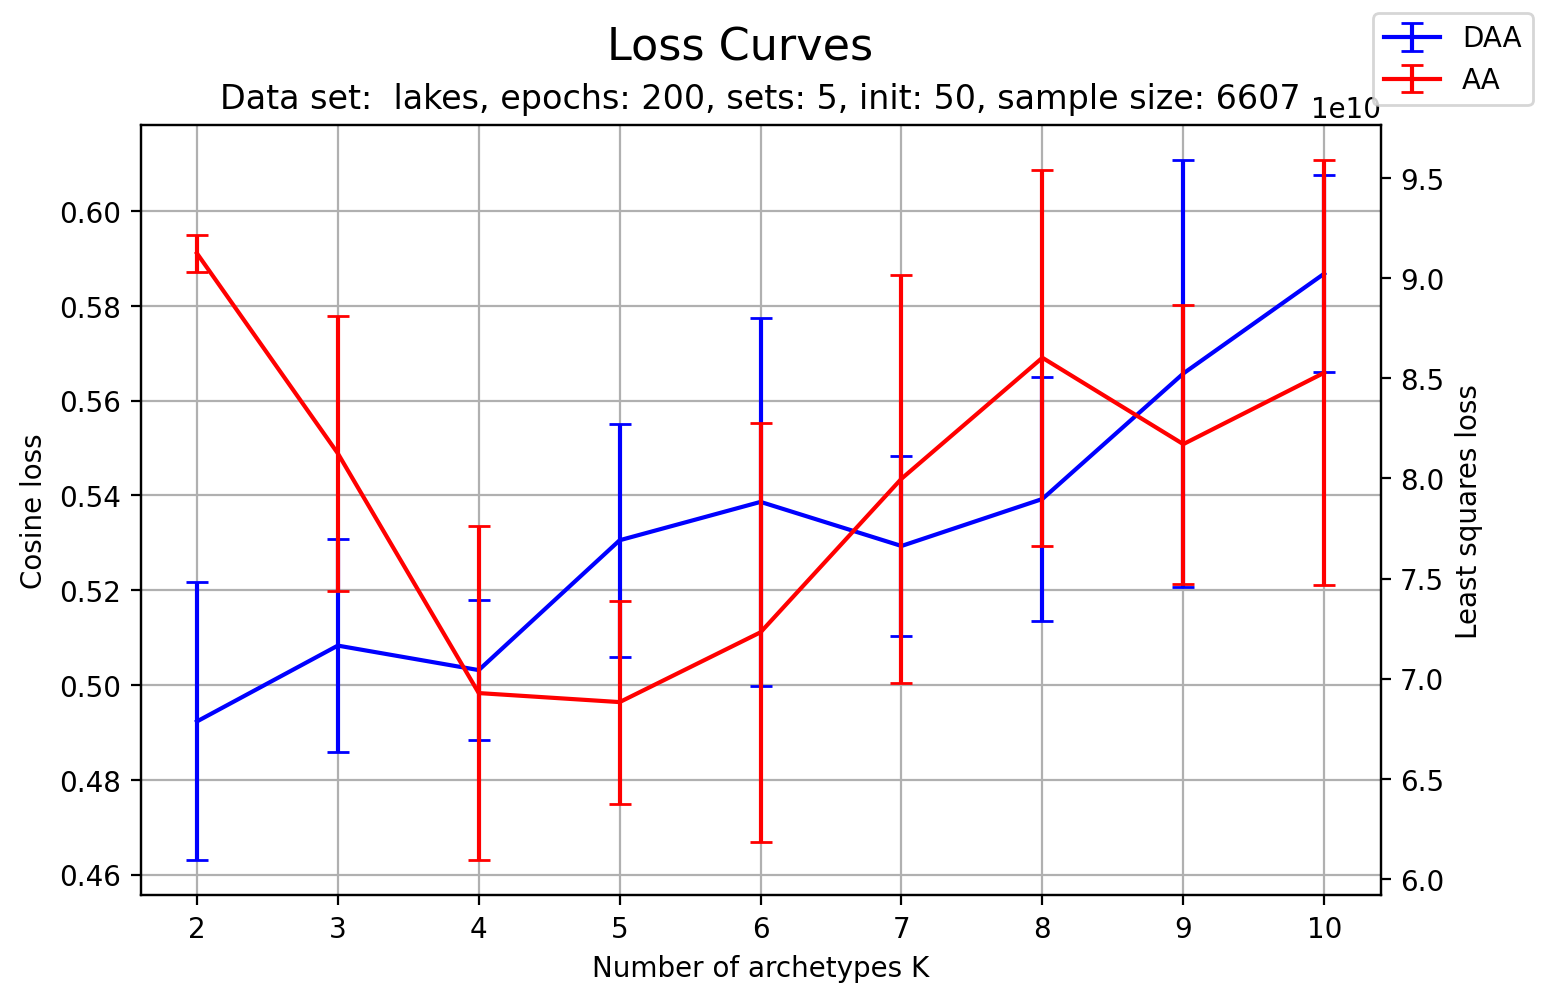 Loss Curves
Data set:  lakes, epochs: 200, sets: 5, init: 50, sample size: 6607
DAA
AA
1e10
Cosine loss
0.60
0.58
0.56
0.54
0.52
0.50
0.48
0.46
9.5
9.0
8.5
8.0
7.5
7.0
6.5
6.0
Least squares loss
2 3 4 5 6 7 8 9 10
Number of archetypes K